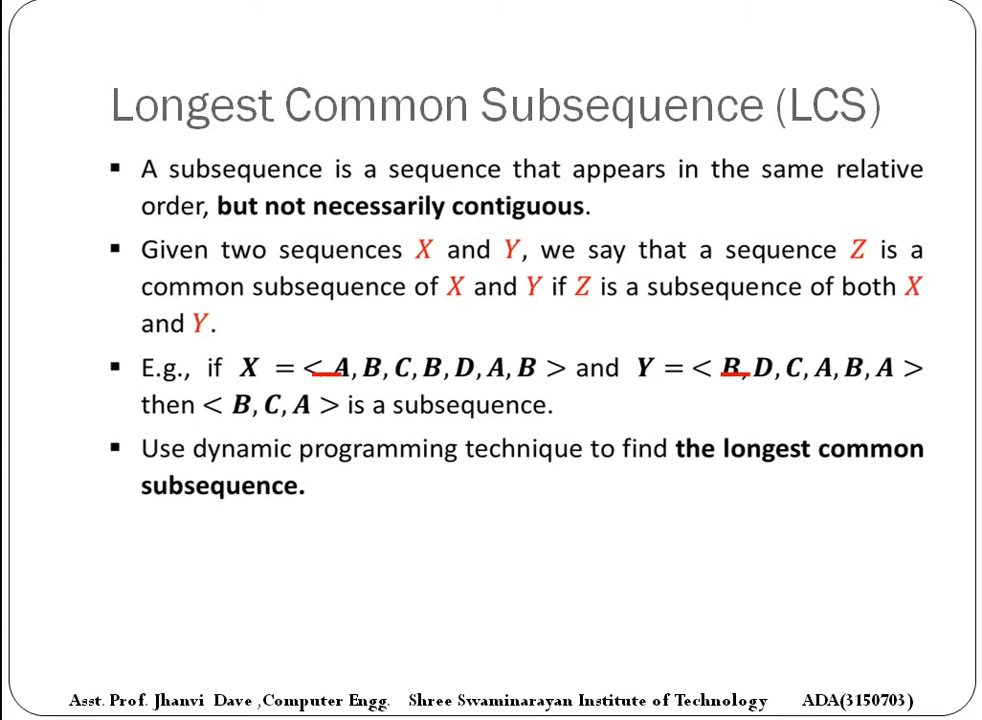 Longest Common Subsequence (LCS)
▪ A subsequence is a sequence that appears in the same relative
order, but not necessarily contiguous.
▪ Given two sequences X and Y, we say that a sequence Z is a
common subsequence of X and Y if Z is a subsequence of both X
and Y.
▪ E.g., if X = < A, B, C, B, D, A, B > and Y = < B, D, C, A, B, A >
then < B, C, A > is a subsequence.
▪ Use dynamic programming technique to find the longest common
subsequence.
Asst. Prof. Jhanvi Dave ,Computer Engg. Shree Swaminarayan Institute of Technology ADA(3150703)